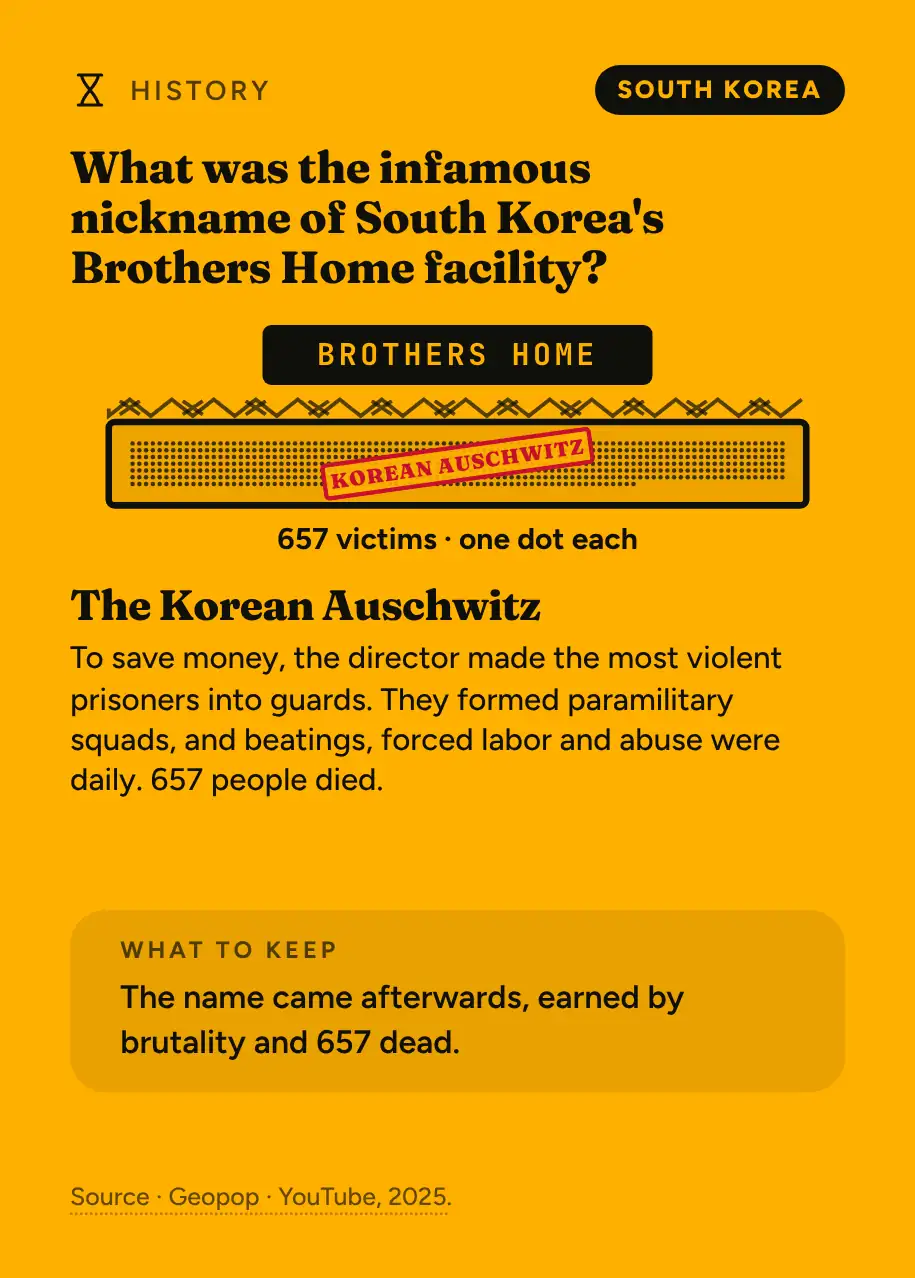 HISTORY
SOUTH KOREA
What was the infamous
nickname of South Korea's
Brothers Home facility?
BROTHERS HOME
KOREAN AUSCHWITZ
657 victims · one dot each
The Korean Auschwitz
To save money, the director made the most violent
prisoners into guards. They formed paramilitary
squads, and beatings, forced labor and abuse were
daily. 657 people died.
WHAT TO KEEP
The name came afterwards, earned by
brutality and 657 dead.
Source · Geopop · YouTube, 2025.